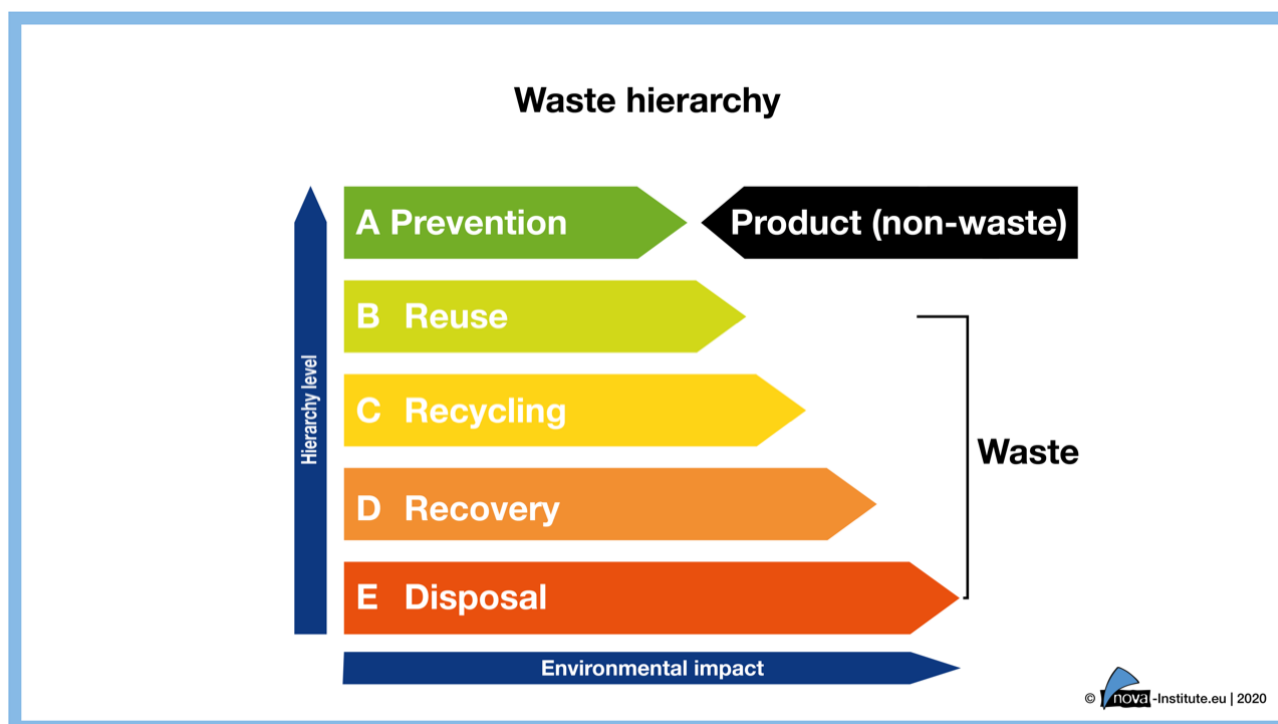 Waste hierarchy
A Prevention
Product (non-waste)
B Reuse
C Recycling
D Recovery
E Disposal
Waste
Hierarchy level
Environmental impact
© nova-Institute.eu | 2020